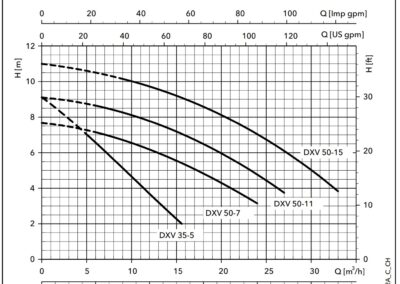 0 20 40 60 80 100 Q [Imp gpm]
0 20 40 60 80 100 120 Q [US gpm]
H [m]
12
10
8
6
4
2
0
H [ft]
30
20
10
0
DXV 50-15
DXV 50-11
DXV 50-7
DXV 35-5
0 5 10 15 20 25 30 Q [m³/h]
A_C_CH